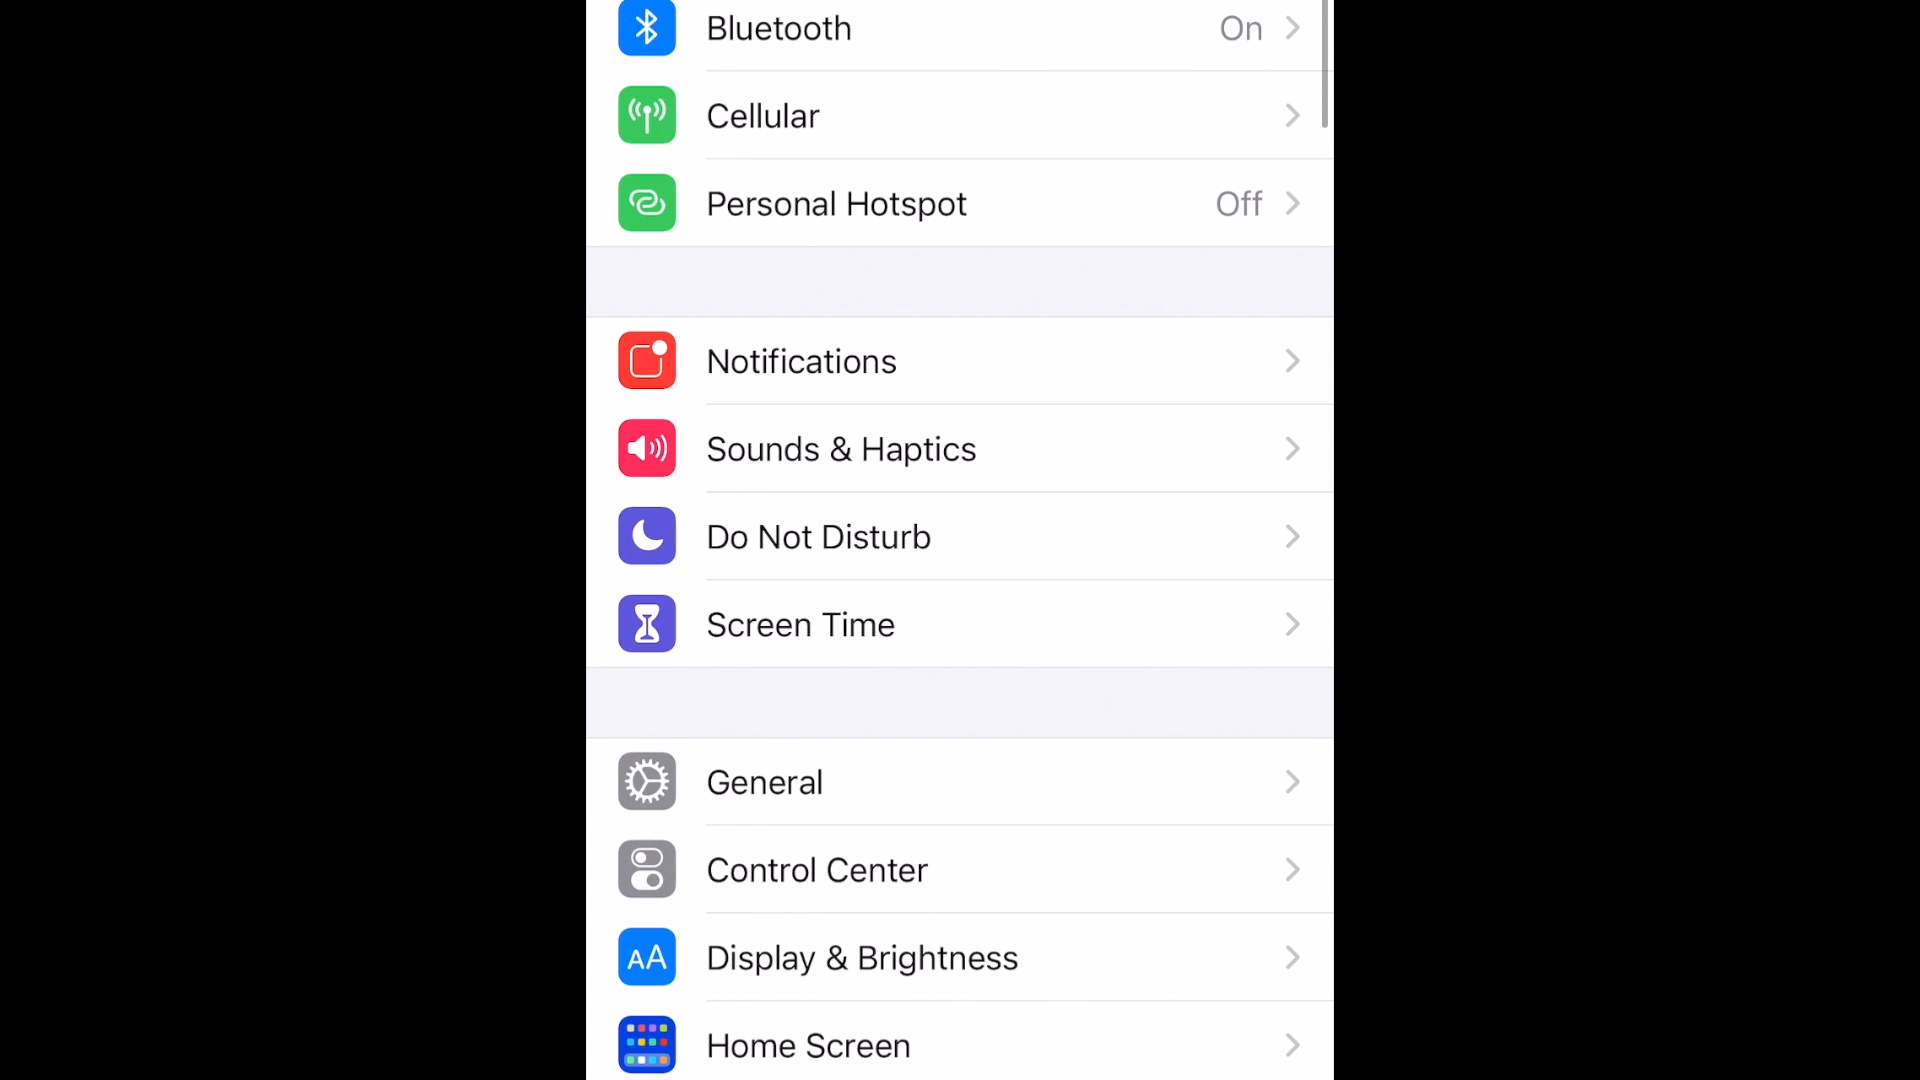 Bluetooth On
Cellular
Personal Hotspot Off
Notifications
Sounds & Haptics
Do Not Disturb
Screen Time
General
Control Center
AA Display & Brightness
Home Screen